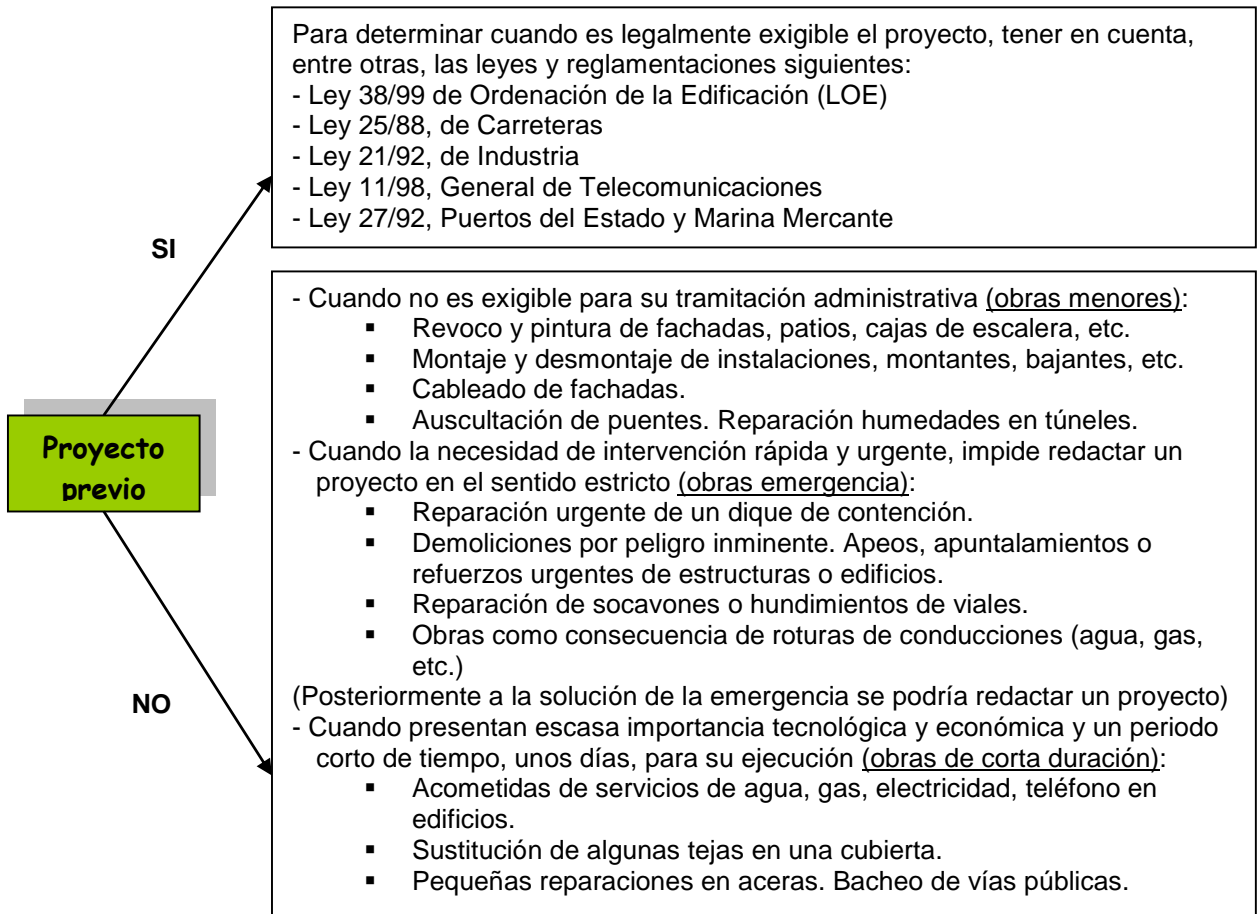 Para determinar cuando es legalmente exigible el proyecto, tener en cuenta,
entre otras, las leyes y reglamentaciones siguientes:
- Ley 38/99 de Ordenación de la Edificación (LOE)
- Ley 25/88, de Carreteras
- Ley 21/92, de Industria
- Ley 11/98, General de Telecomunicaciones
- Ley 27/92, Puertos del Estado y Marina Mercante
SI
Proyecto
previo
NO
- Cuando no es exigible para su tramitación administrativa (obras menores):
▪ Revoco y pintura de fachadas, patios, cajas de escalera, etc.
▪ Montaje y desmontaje de instalaciones, montantes, bajantes, etc.
▪ Cableado de fachadas.
▪ Auscultación de puentes. Reparación humedades en túneles.
- Cuando la necesidad de intervención rápida y urgente, impide redactar un
proyecto en el sentido estricto (obras emergencia):
▪ Reparación urgente de un dique de contención.
▪ Demoliciones por peligro inminente. Apeos, apuntalamientos o
refuerzos urgentes de estructuras o edificios.
▪ Reparación de socavones o hundimientos de viales.
▪ Obras como consecuencia de roturas de conducciones (agua, gas,
etc.)
(Posteriormente a la solución de la emergencia se podría redactar un proyecto)
- Cuando presentan escasa importancia tecnológica y económica y un periodo
corto de tiempo, unos días, para su ejecución (obras de corta duración):
▪ Acometidas de servicios de agua, gas, electricidad, teléfono en
edificios.
▪ Sustitución de algunas tejas en una cubierta.
▪ Pequeñas reparaciones en aceras. Bacheo de vías públicas.